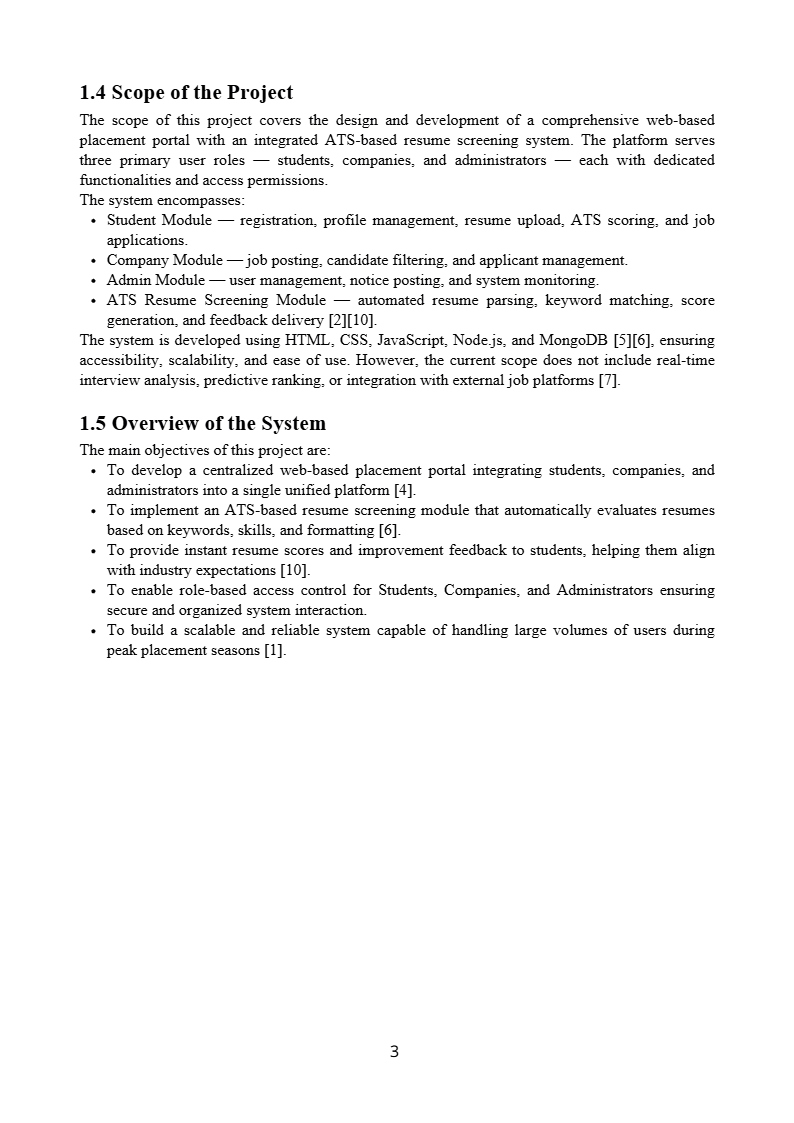 1.4 Scope of the Project
The scope of this project covers the design and development of a comprehensive web-based
placement portal with an integrated ATS-based resume screening system. The platform serves
three primary user roles — students, companies, and administrators — each with dedicated
functionalities and access permissions.
The system encompasses:
• Student Module — registration, profile management, resume upload, ATS scoring, and job
applications.
• Company Module — job posting, candidate filtering, and applicant management.
• Admin Module — user management, notice posting, and system monitoring.
• ATS Resume Screening Module — automated resume parsing, keyword matching, score
generation, and feedback delivery [2][10].
The system is developed using HTML, CSS, JavaScript, Node.js, and MongoDB [5][6], ensuring
accessibility, scalability, and ease of use. However, the current scope does not include real-time
interview analysis, predictive ranking, or integration with external job platforms [7].
1.5 Overview of the System
The main objectives of this project are:
• To develop a centralized web-based placement portal integrating students, companies, and
administrators into a single unified platform [4].
• To implement an ATS-based resume screening module that automatically evaluates resumes
based on keywords, skills, and formatting [6].
• To provide instant resume scores and improvement feedback to students, helping them align
with industry expectations [10].
• To enable role-based access control for Students, Companies, and Administrators ensuring
secure and organized system interaction.
• To build a scalable and reliable system capable of handling large volumes of users during
peak placement seasons [1].
3